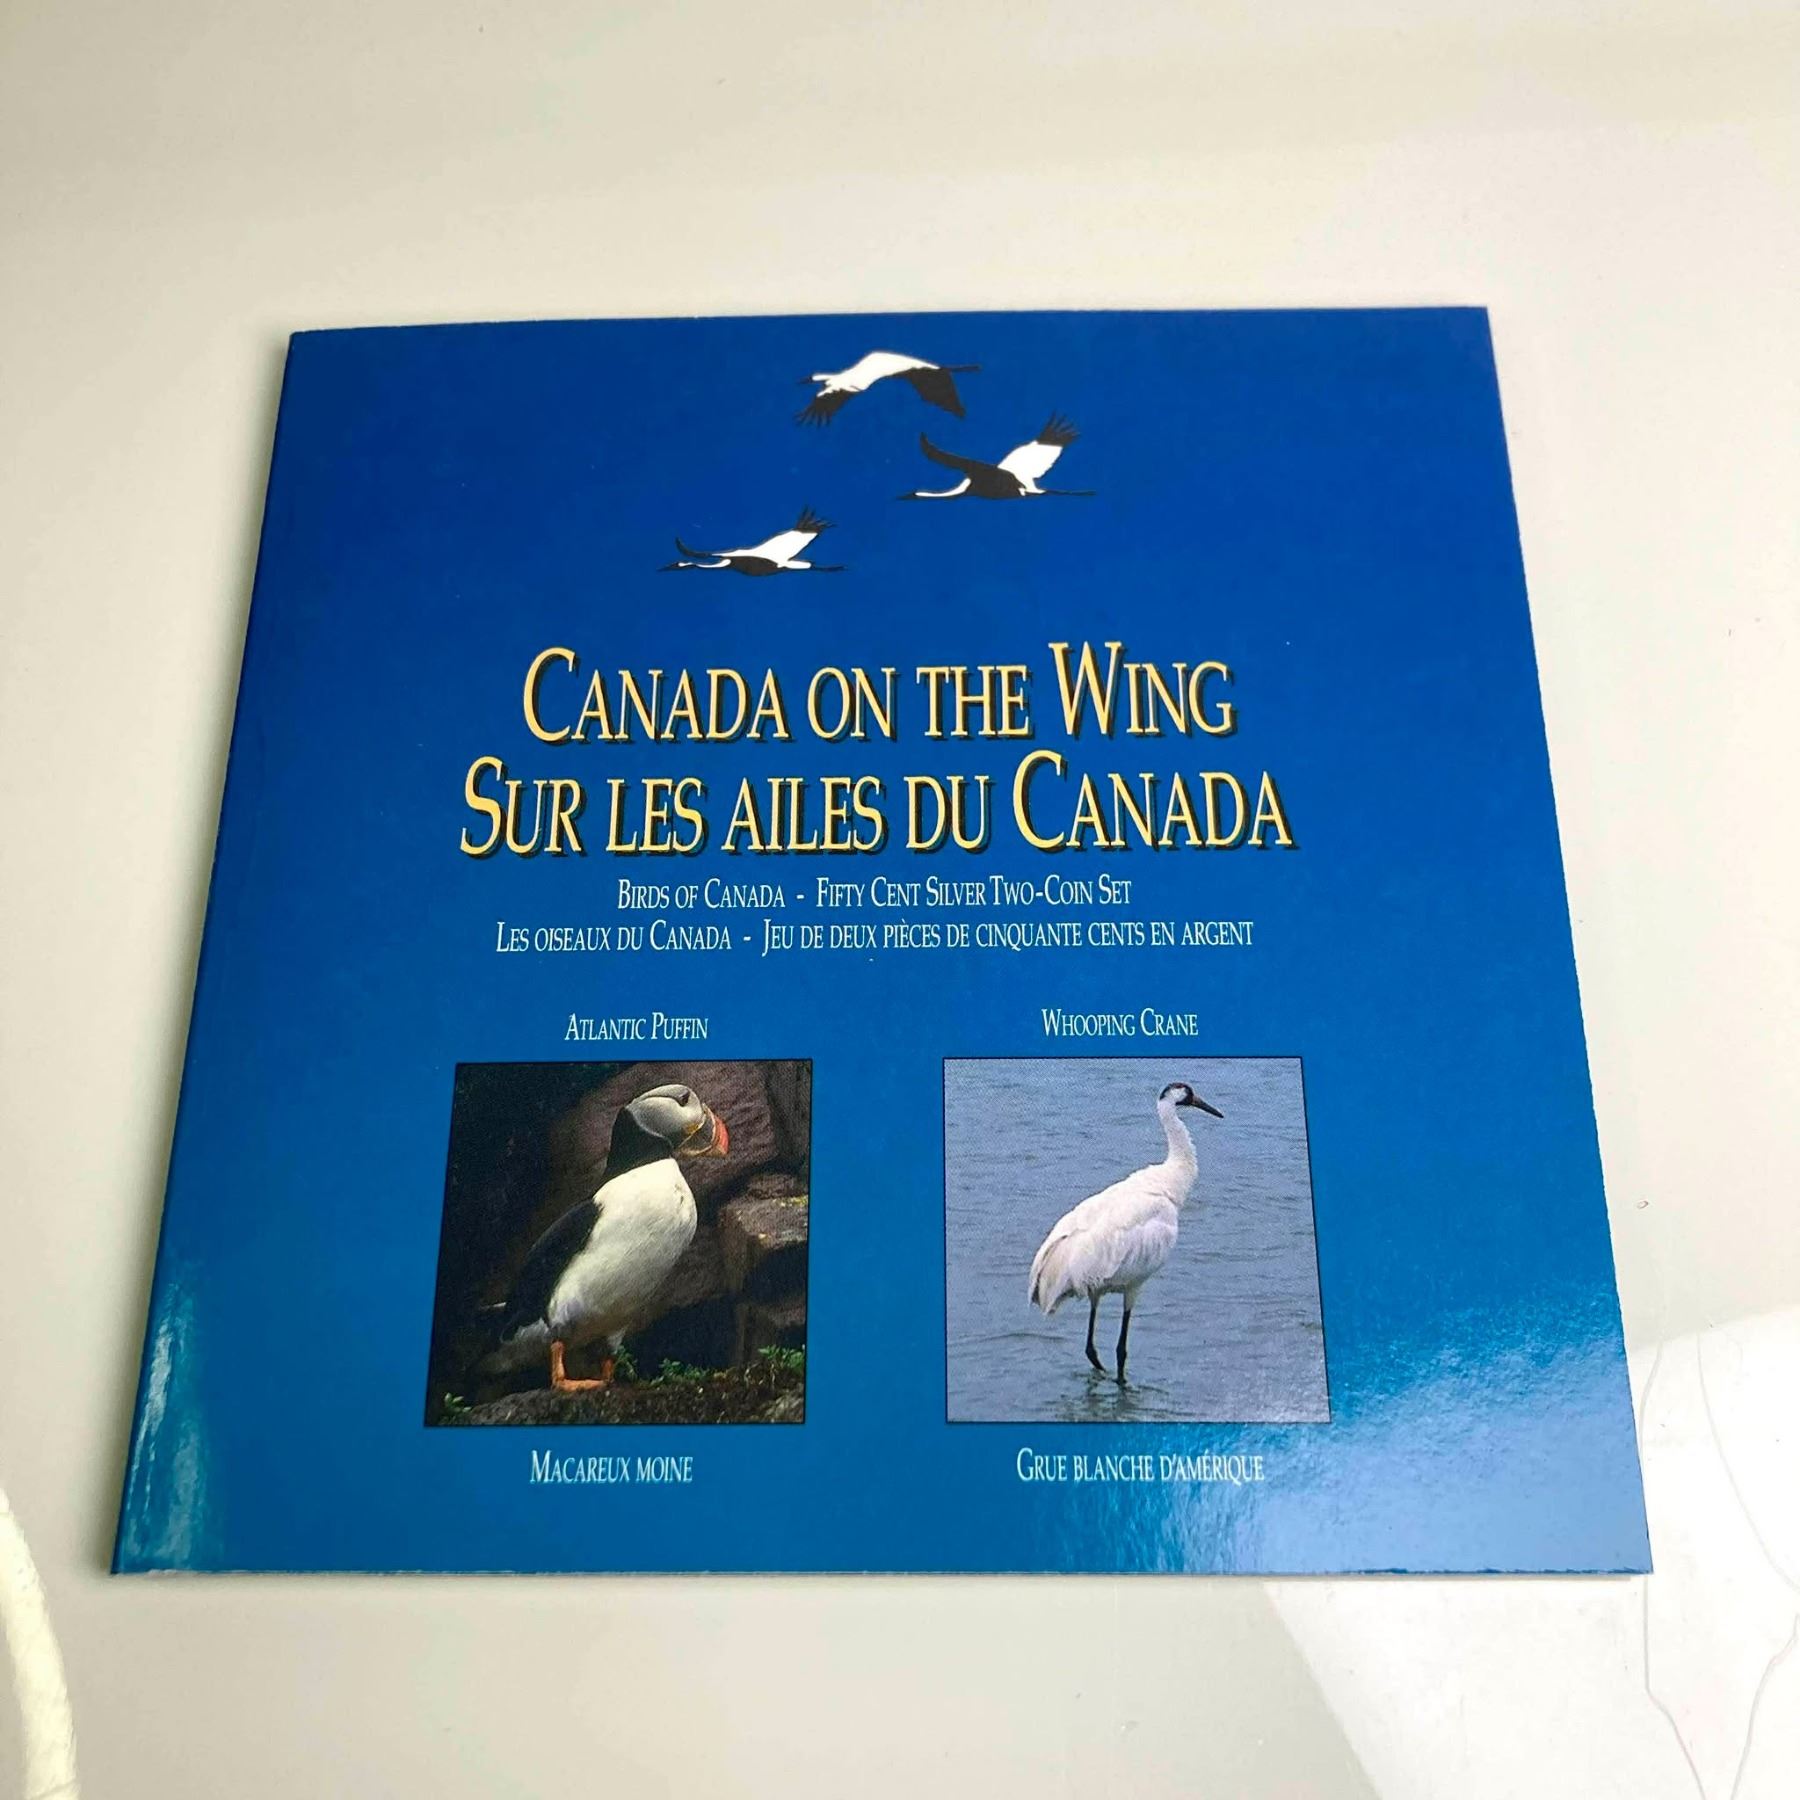 CANADA ON THE WING
SUR LES AILES DU CANADA
BIRDS OF CANADA - FIFTY CENT SILVER TWO-COIN SET
LES OISEAUX DU CANADA - JEU DE DEUX PIÈCES DE CINQUANTE CENTS EN ARGENT
ATLANTIC PUFFIN
WHOOPING CRANE
MACAREUX MOINE
GRUE BLANCHE D'AMÉRIQUE